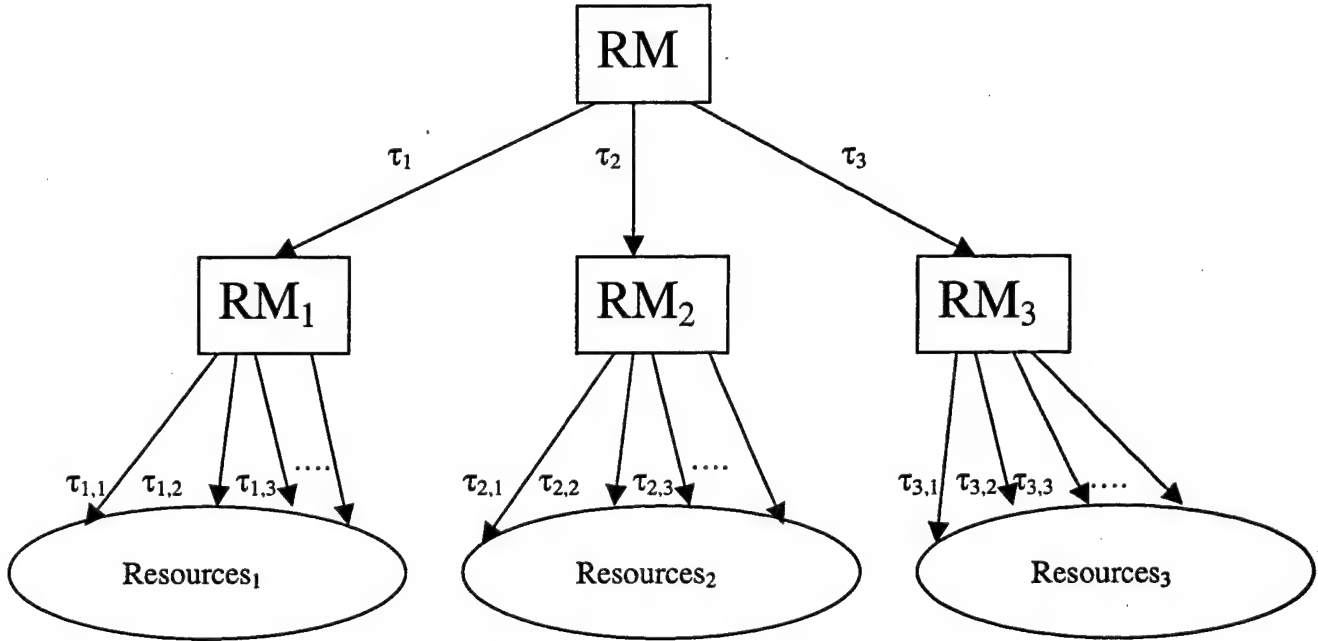 RM
τ₁ τ₂ τ₃
RM₁ RM₂ RM₃
.... .... ....
τ₁,₁ τ₁,₂ τ₁,₃ τ₂,₁ τ₂,₂ τ₂,₃ τ₃,₁ τ₃,₂ τ₃,₃
Resources₁ Resources₂ Resources₃